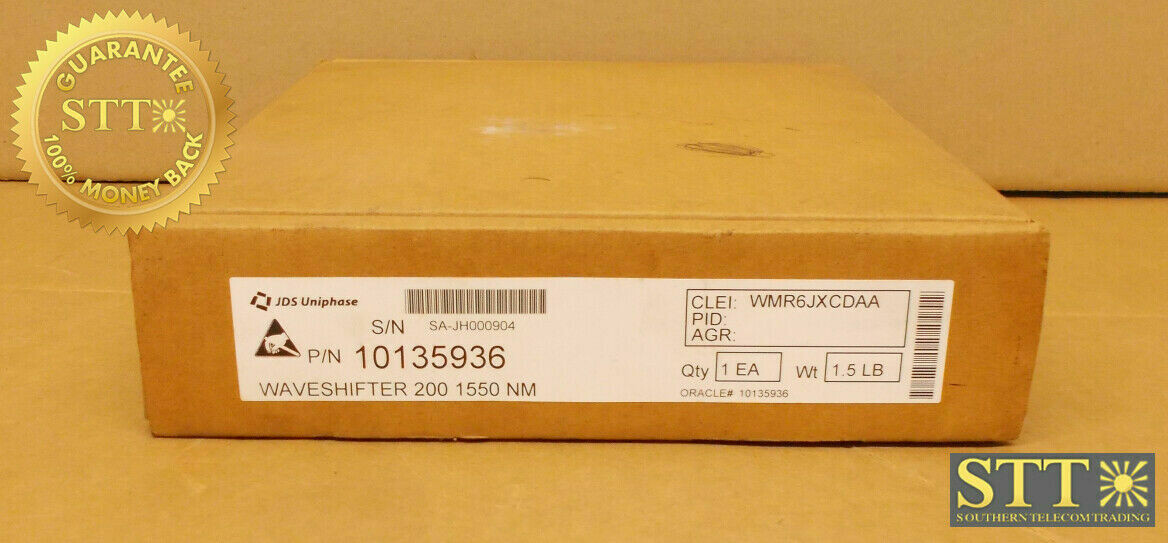 GUARANTEE
STT
100% MONEY BACK
JDS Uniphase
S/N SA-JH000904
P/N 10135936
WAVESHIFTER 200 1550 NM
CLEI: WMR6JXCDAA
PID:
AGR:
Qty 1 EA Wt 1.5 LB
ORACLE# 10135936
STT
SOUTHERN TELECOM TRADING